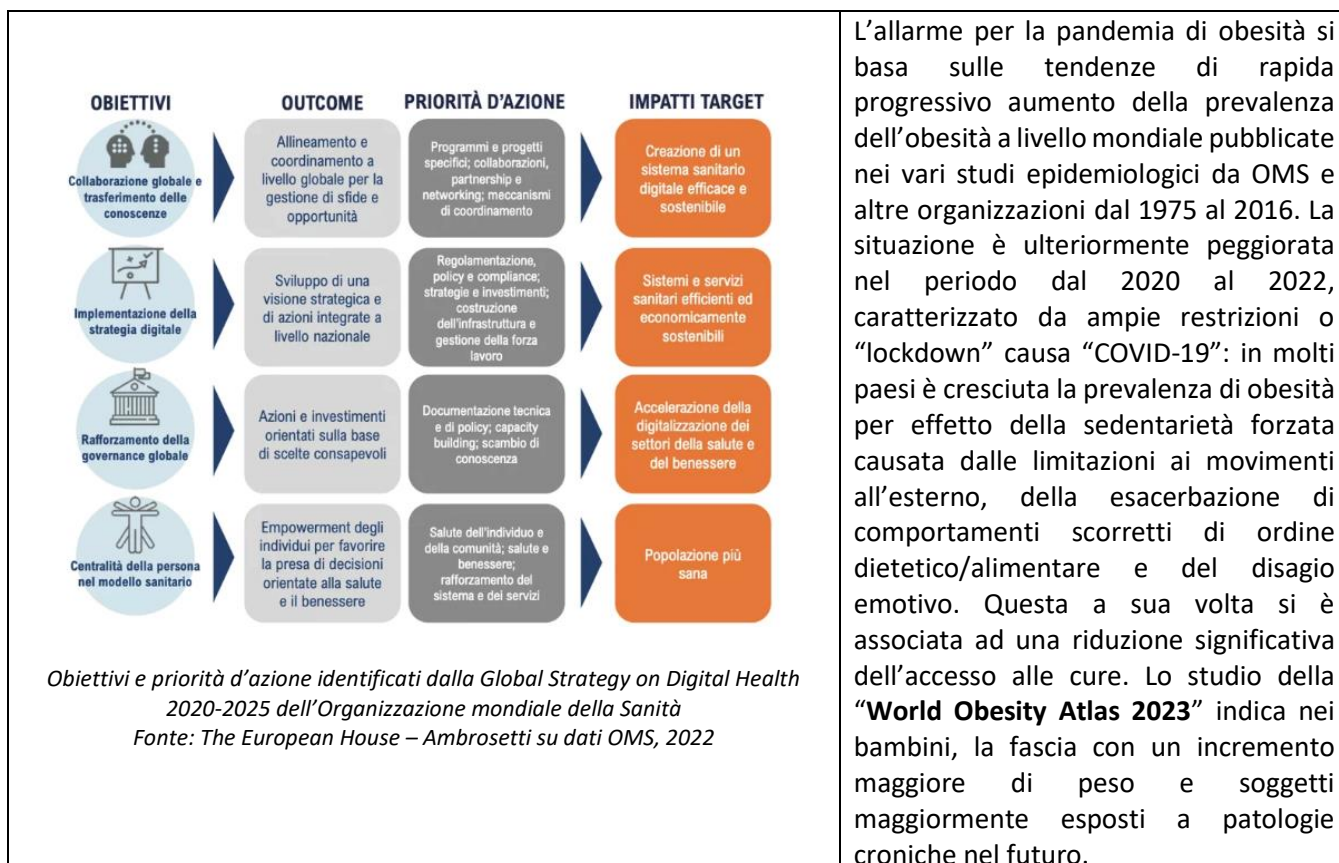 OBIETTIVI
OUTCOME
PRIORITÀ D’AZIONE
IMPATTI TARGET
Collaborazione globale e
trasferimento delle
conoscenze
Allineamento e
coordinamento a
livello globale per la
gestione di sfide e
opportunità
Programmi e progetti
specifici; collaborazioni,
partnership e
networking; meccanismi
di coordinamento
Creazione di un
sistema sanitario
digitale efficace e
sostenibile
Implementazione della
strategia digitale
Sviluppo di una
visione strategica e
di azioni integrate a
livello nazionale
Regolamentazione,
policy e compliance;
strategie e investimenti;
costruzione
dell'infrastruttura e
gestione della forza
lavoro
Sistemi e servizi
sanitari efficienti ed
economicamente
sostenibili
Rafforzamento della
governance globale
Azioni e investimenti
orientati sulla base
di scelte consapevoli
Documentazione tecnica
e di policy; capacity
building; scambio di
conoscenza
Accelerazione della
digitalizzazione dei
settori della salute e
del benessere
Centralità della persona
nel modello sanitario
Empowerment degli
individui per favorire
la presa di decisioni
orientate alla salute
e il benessere
Salute dell'individuo e
della comunità; salute e
benessere;
rafforzamento del
sistema e dei servizi
Popolazione più
sana
Obiettivi e priorità d’azione identificati dalla Global Strategy on Digital Health
2020-2025 dell’Organizzazione mondiale della Sanità
Fonte: The European House – Ambrosetti su dati OMS, 2022
L’allarme per la pandemia di obesità si
basa sulle tendenze di rapida
progressivo aumento della prevalenza
dell’obesità a livello mondiale pubblicate
nei vari studi epidemiologici da OMS e
altre organizzazioni dal 1975 al 2016. La
situazione è ulteriormente peggiorata
nel periodo dal 2020 al 2022,
caratterizzato da ampie restrizioni o
“lockdown” causa “COVID-19”: in molti
paesi è cresciuta la prevalenza di obesità
per effetto della sedentarietà forzata
causata dalle limitazioni ai movimenti
all’esterno, della esacerbazione di
comportamenti scorretti di ordine
dietetico/alimentare e del disagio
emotivo. Questa a sua volta si è
associata ad una riduzione significativa
dell’accesso alle cure. Lo studio della
“World Obesity Atlas 2023” indica nei
bambini, la fascia con un incremento
maggiore di peso e soggetti
maggiormente esposti a patologie
croniche nel futuro.